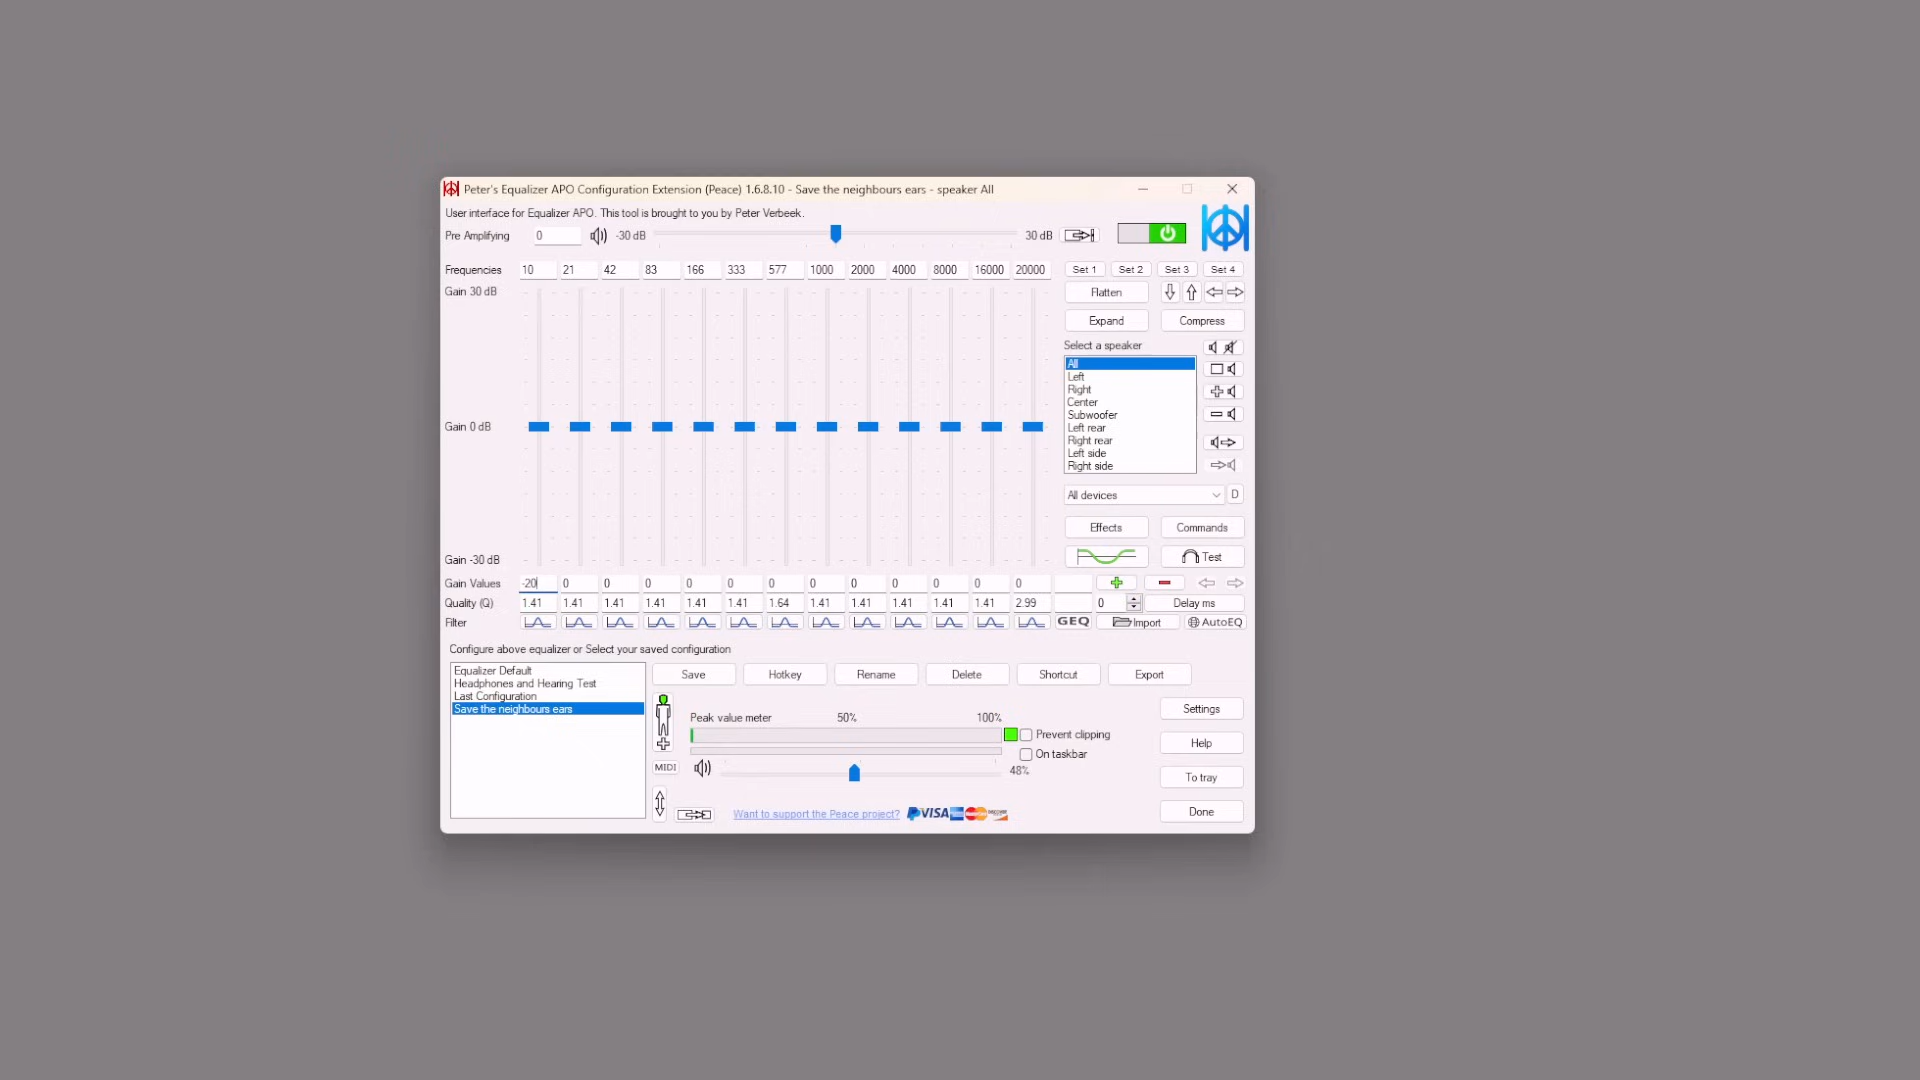 Peter's Equalizer APO Configuration Extension (Peace) 1.6.8.10 - Save the neighbours ears - speaker All
User interface for Equalizer APO. This tool is brought to you by Peter Verbeek.
Pre Amplifying 0 -30 dB 30 dB
Frequencies 10 21 42 83 166 333 577 1000 2000 4000 8000 16000 20000 Set 1 Set 2 Set 3 Set 4
Gain 30 dB Flatten
Expand Compress
Select a speaker
All
Left
Right
Center
Subwoofer
Gain 0 dB Left rear
Right rear
Left side
Right side
All devices D
Effects Commands
Gain -30 dB Test
Gain Values -20 0 0 0 0 0 0 0 0 0 0 0 0
Quality (Q) 1.41 1.41 1.41 1.41 1.41 1.41 1.64 1.41 1.41 1.41 1.41 1.41 2.99 0 Delay ms
Filter GEQ Import AutoEQ
Configure above equalizer or Select your saved configuration
Equalizer Default
Headphones and Hearing Test
Last Configuration
Save the neighbours ears
Save Hotkey Rename Delete Shortcut Export
Settings
Peak value meter 50% 100%
Prevent clipping
Help
On taskbar
MIDI 48%
To tray
Want to support the Peace project? VISA
Done